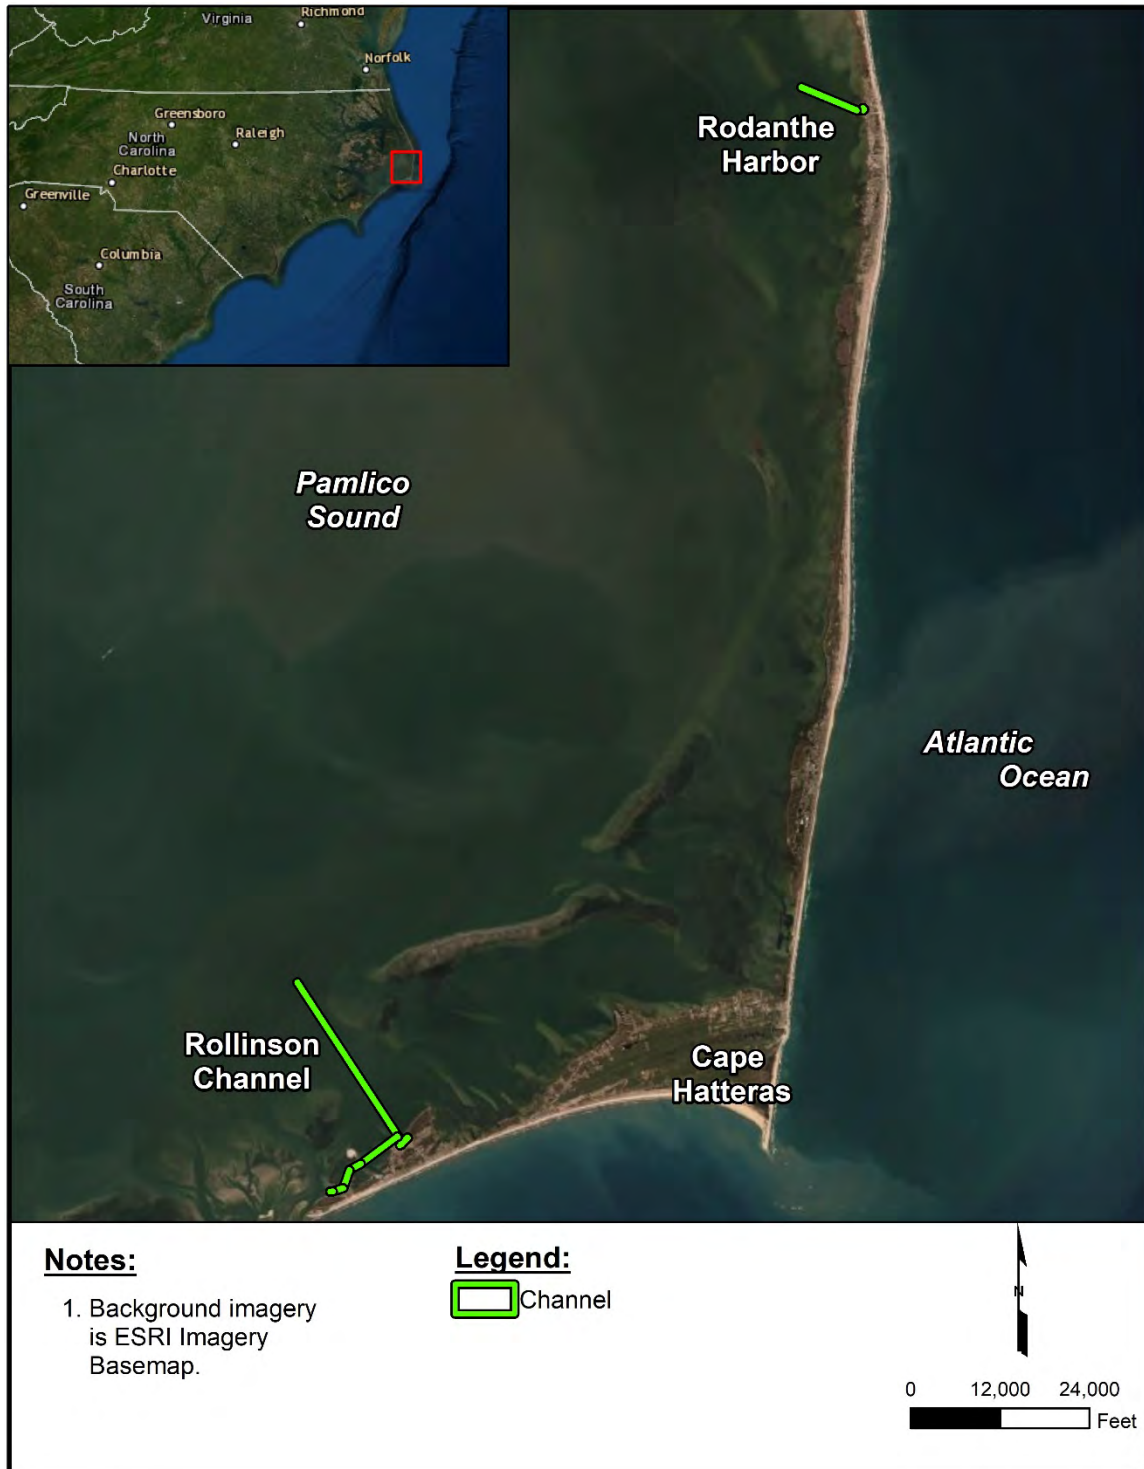 Virginia
Richmond
Norfolk
Greensboro
North
Carolina
Raleigh
Charlotte
Greenville
Columbia
South
Carolina
Rodanthe
Harbor
Pamlico
Sound
Atlantic
Ocean
Rollinson
Channel
Cape
Hatteras
Notes:
1. Background imagery
is ESRI Imagery
Basemap.
Legend:
Channel
N
0 12,000 24,000
Feet